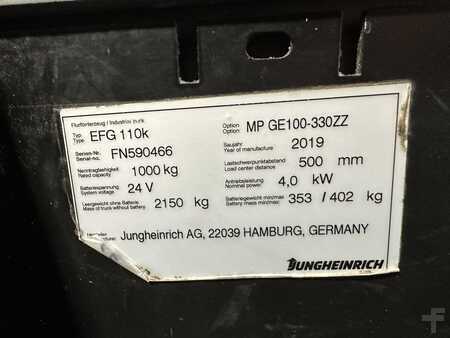 Flurförderzeug / Industrial truck
Typ Type EFG 110k Option Option MP GE100-330ZZ
Serien-Nr. Serial-no. FN590466 Baujahr Year of manufacture 2019
Nenntragfähigkeit Rated capacity 1000 kg Lastschwerpunktabstand Load center distance 500 mm
Batteriespannung System voltage 24 V Antriebsleistung Nominal power 4,0 kW
Leergewicht ohne Batterie Mass of truck without battery 2150 kg Batteriegewicht min/max Battery mass min/max 353 / 402 kg
Jungheinrich AG, 22039 HAMBURG, GERMANY
JUNGHEINRICH